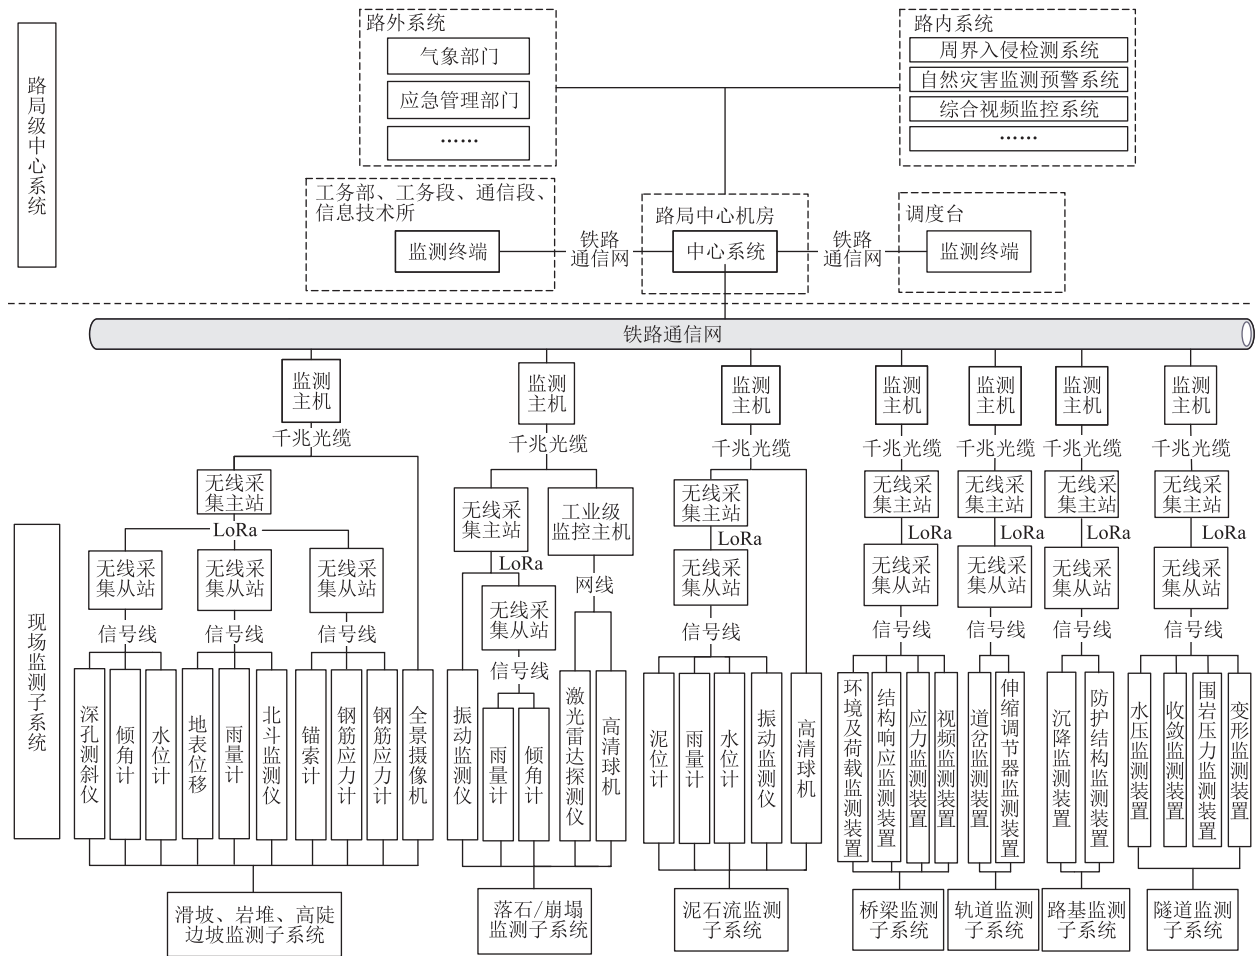 路局级中心系统
路外系统
气象部门
应急管理部门
……
路内系统
周界入侵检测系统
自然灾害监测预警系统
综合视频监控系统
……
工务部、工务段、通信段、
信息技术所
监测终端
铁路
通信网
路局中心机房
中心系统
铁路
通信网
调度台
监测终端
铁路通信网
现场监测子系统
监测
主机
千兆光缆
无线采
集主站
LoRa
无线采
集从站
无线采
集从站
无线采
集从站
信号线
信号线
信号线
深孔测斜仪
倾角计
水位计
地表位移
雨量计
北斗监测仪
锚索计
钢筋应力计
钢筋应力计
全景摄像机
滑坡、岩堆、高陡
边坡监测子系统
监测
主机
千兆光缆
无线采
集主站
工业级
监控主机
LoRa
网线
无线采
集从站
信号线
振动监测仪
雨量计
倾角计
激光雷达探测仪
高清球机
落石/崩塌
监测子系统
监测
主机
千兆光缆
无线采
集主站
LoRa
无线采
集从站
信号线
泥位计
雨量计
水位计
振动监测仪
高清球机
泥石流监测
子系统
监测
主机
千兆光缆
无线采
集主站
LoRa
无线采
集从站
信号线
环境及荷载监测装置
结构响应监测装置
应力监测装置
视频监测装置
桥梁监测
子系统
监测
主机
千兆光缆
无线采
集主站
LoRa
无线采
集从站
信号线
道岔监测装置
伸缩调节器监测装置
轨道监测
子系统
监测
主机
千兆光缆
无线采
集主站
LoRa
无线采
集从站
信号线
沉降监测装置
防护结构监测装置
路基监测
子系统
监测
主机
千兆光缆
无线采
集主站
LoRa
无线采
集从站
信号线
水压监测装置
收敛监测装置
围岩压力监测装置
变形监测装置
隧道监测
子系统